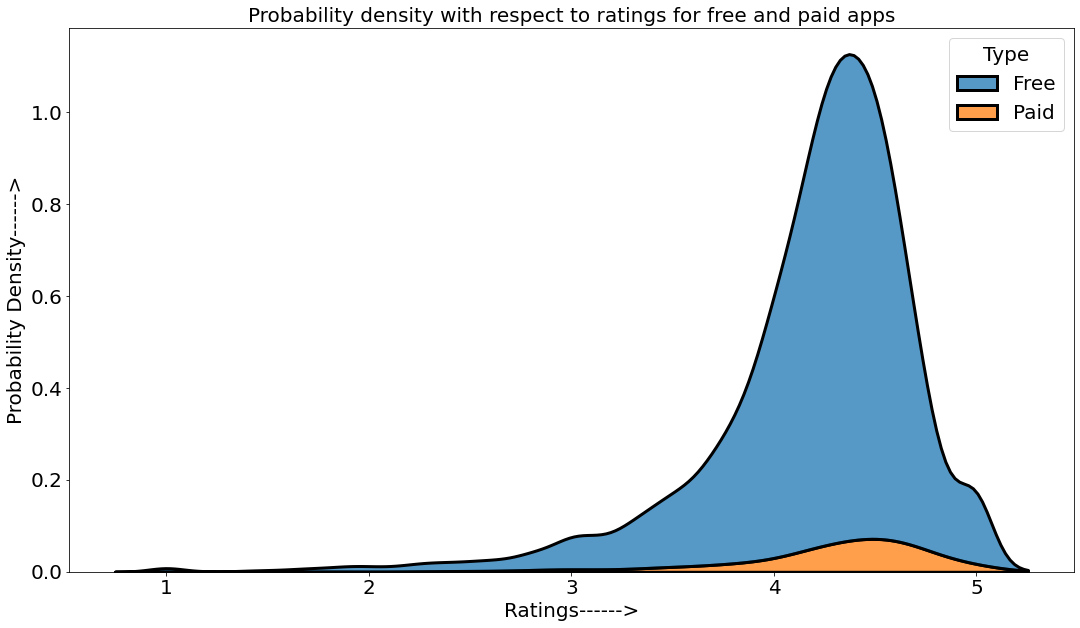 Probability density with respect to ratings for free and paid apps
Type
Free
Paid
Probability Density------>
1.0
0.8
0.6
0.4
0.2
0.0
1 2 3 4 5
Ratings------>